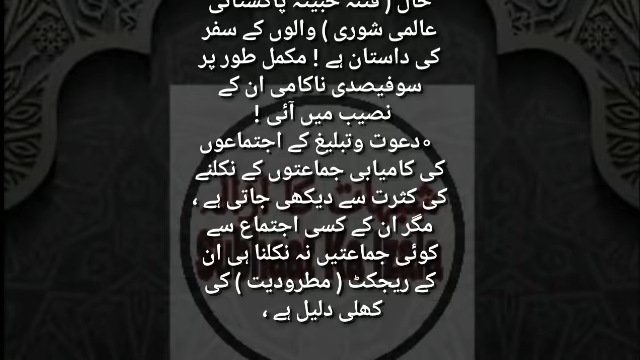 حال ( فتنہ خبیثہ پاکستانی
عالمی شوری ) والوں کے سفر
کی داستان ہے ! مکمل طور پر
سوفیصدی ناکامی ان کے
نصیب میں آئی !
°دعوت وتبلیغ کے اجتماعوں
کی کامیابی جماعتوں کے نکلنے
کی کثرت سے دیکھی جاتی ہے ،
مگر ان کے کسی اجتماع سے
کوئی جماعتیں نہ نکلنا ہی ان
کے ریجکٹ ( مطرودیت ) کی
کھلی دلیل ہے ،